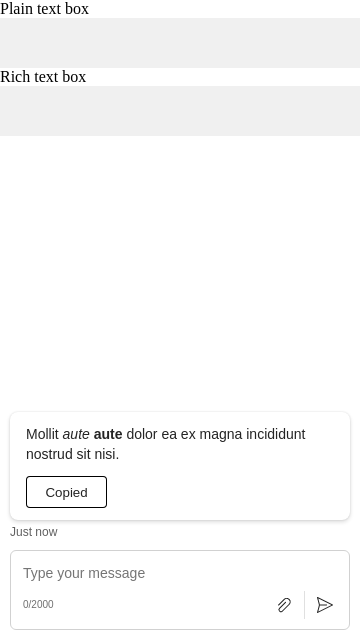 Plain text box
Rich text box
Mollit aute aute dolor ea ex magna incididunt
nostrud sit nisi.
Copied
Just now
Type your message
0/2000